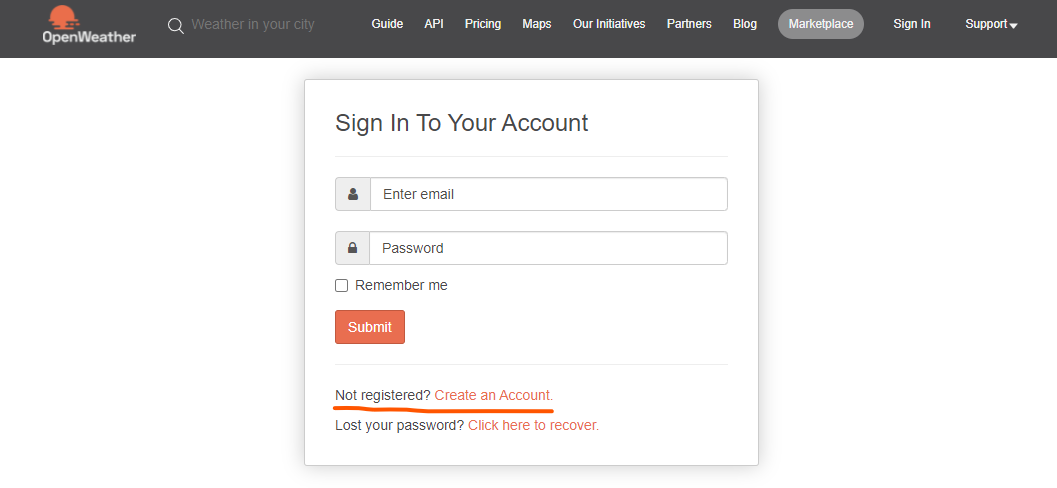 OpenWeather
Weather in your city
Guide API Pricing Maps Our Initiatives Partners Blog Marketplace Sign In Support
Sign In To Your Account
Enter email
Password
Remember me
Submit
Not registered? Create an Account.
Lost your password? Click here to recover.